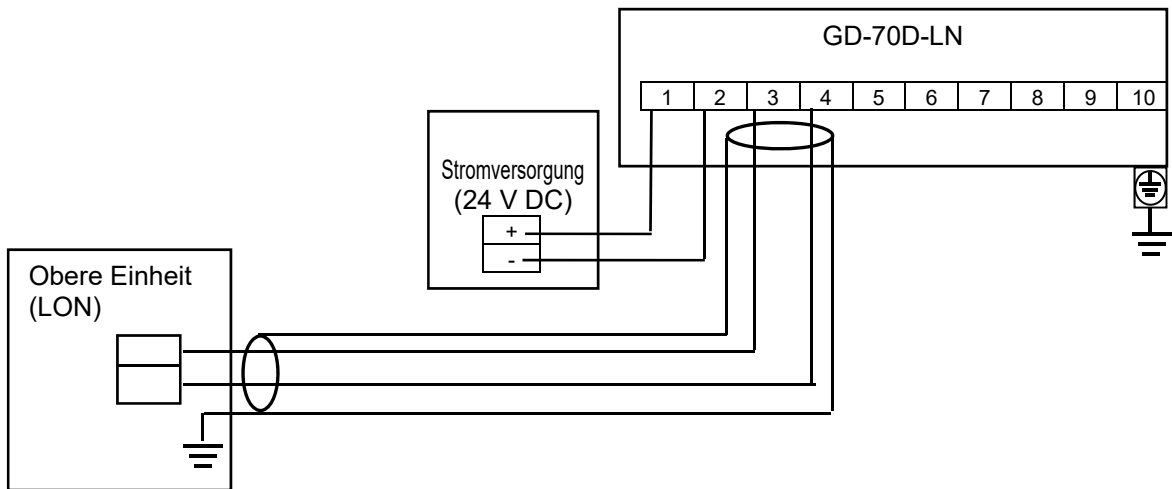 GD-70D-LN
1 2 3 4 5 6 7 8 9 10
Stromversorgung
(24 V DC)
+
-
Obere Einheit
(LON)